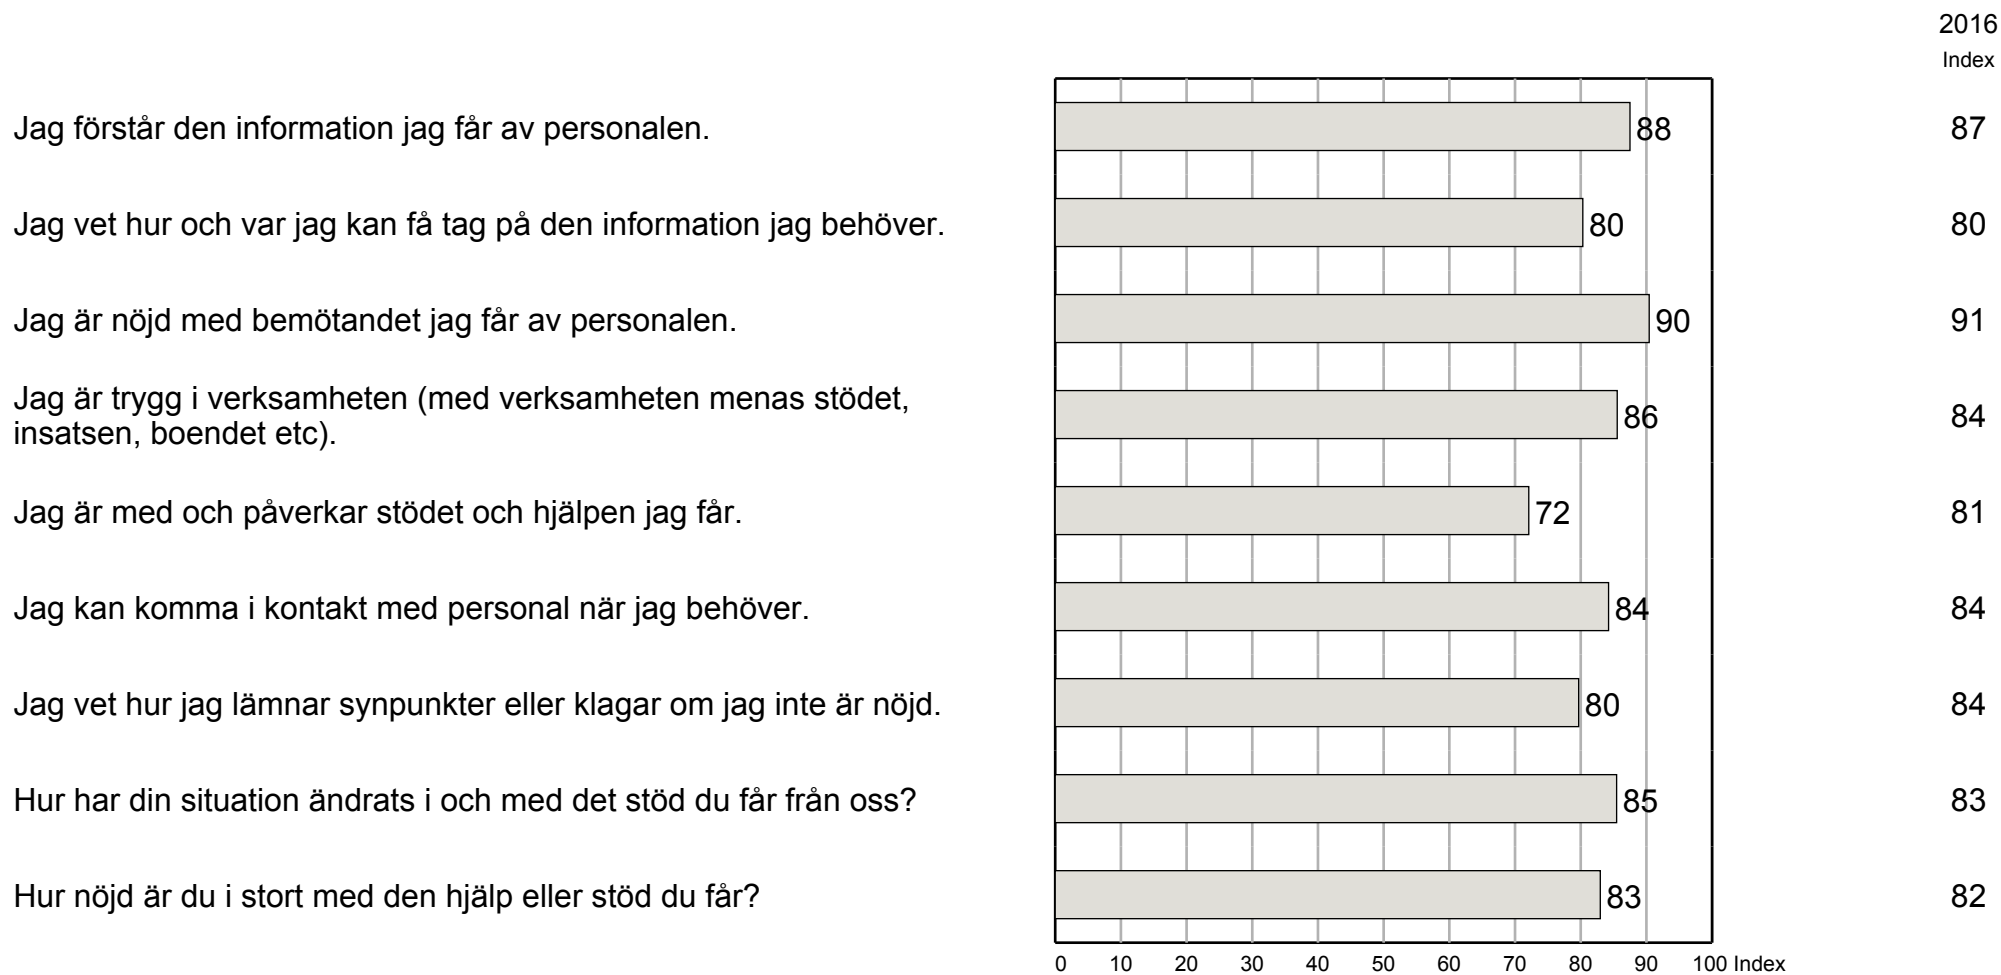 2016
Index
Jag förstår den information jag får av personalen. 88 87
Jag vet hur och var jag kan få tag på den information jag behöver. 80 80
Jag är nöjd med bemötandet jag får av personalen. 90 91
Jag är trygg i verksamheten (med verksamheten menas stödet,
insatsen, boendet etc). 86 84
Jag är med och påverkar stödet och hjälpen jag får. 72 81
Jag kan komma i kontakt med personal när jag behöver. 84 84
Jag vet hur jag lämnar synpunkter eller klagar om jag inte är nöjd. 80 84
Hur har din situation ändrats i och med det stöd du får från oss? 85 83
Hur nöjd är du i stort med den hjälp eller stöd du får? 83 82
0 10 20 30 40 50 60 70 80 90 100 Index